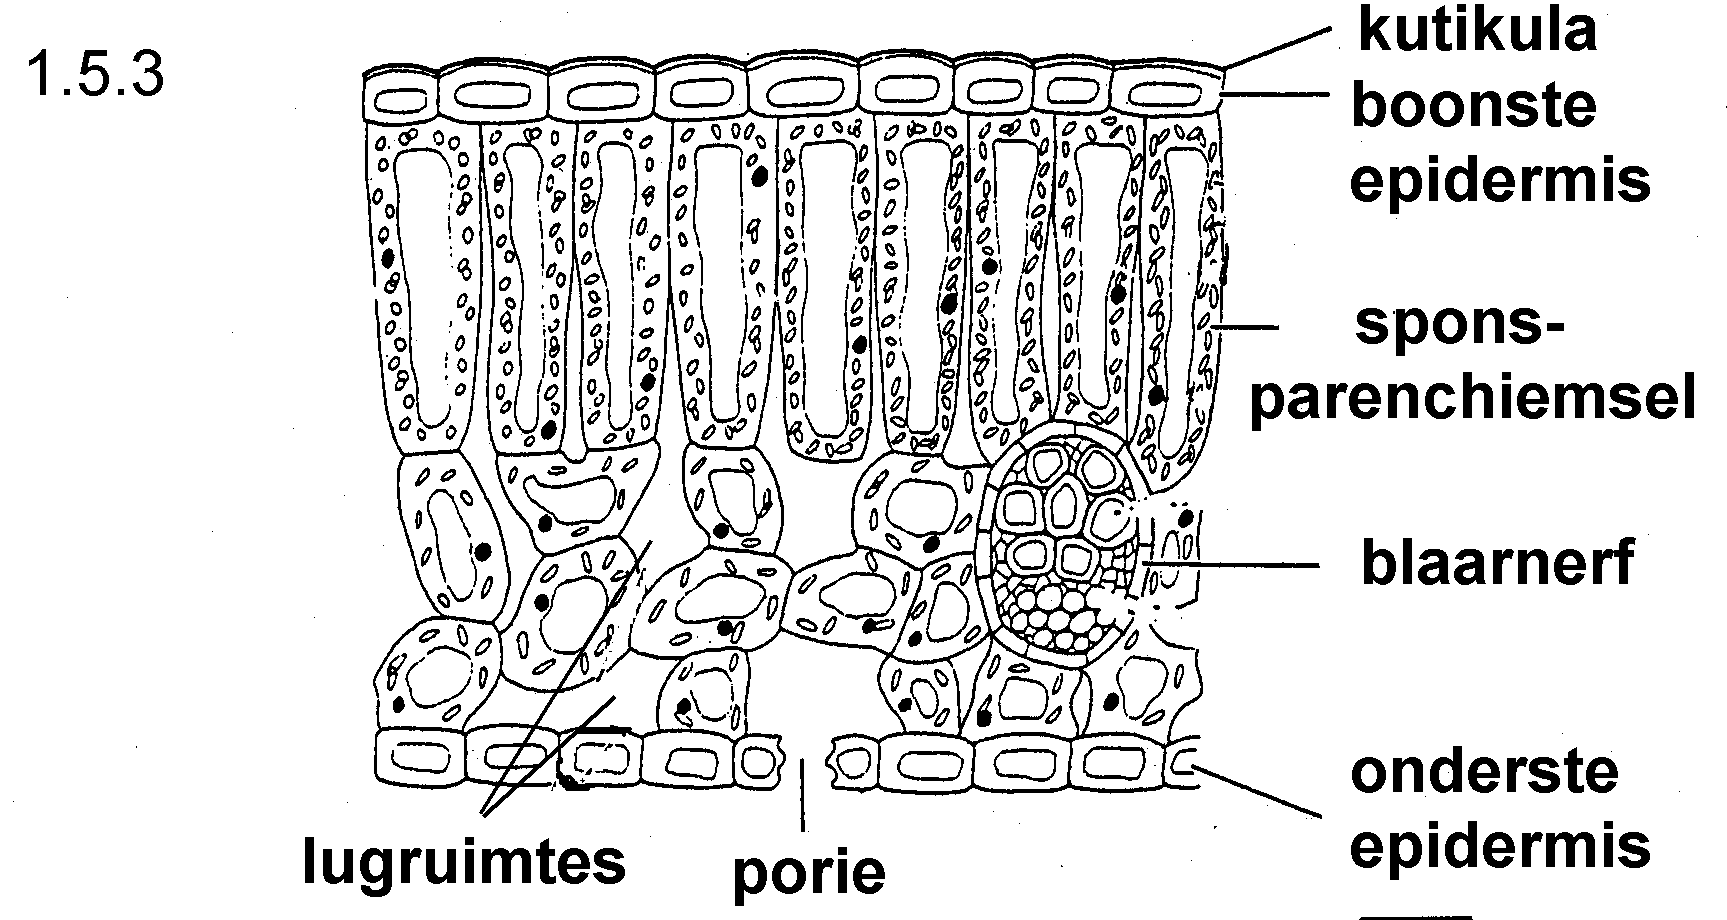 1.5.3
kutikula
boonste
epidermis
spons-
parenchiemsel
blaarnerf
onderste
epidermis
lugruimtes
porie